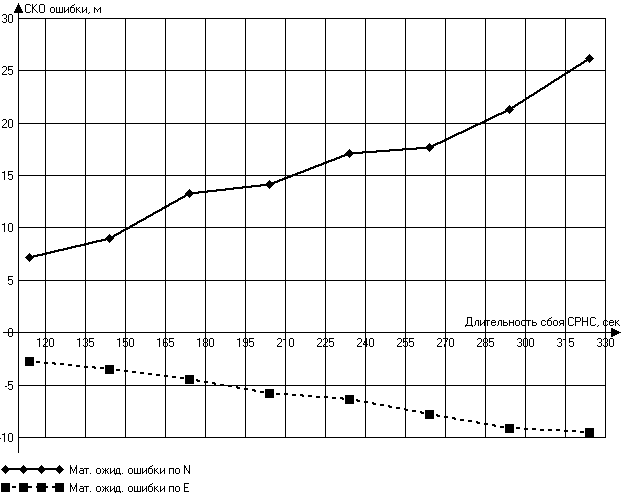 СКО ошибки, м
30
25
20
15
10
5
0
-5
-10
Длительность сбоя СРНС, сек
120 135 150 165 180 195 210 225 240 255 270 285 300 315 330
Мат. ожид. ошибки по N
Мат. ожид. ошибки по E